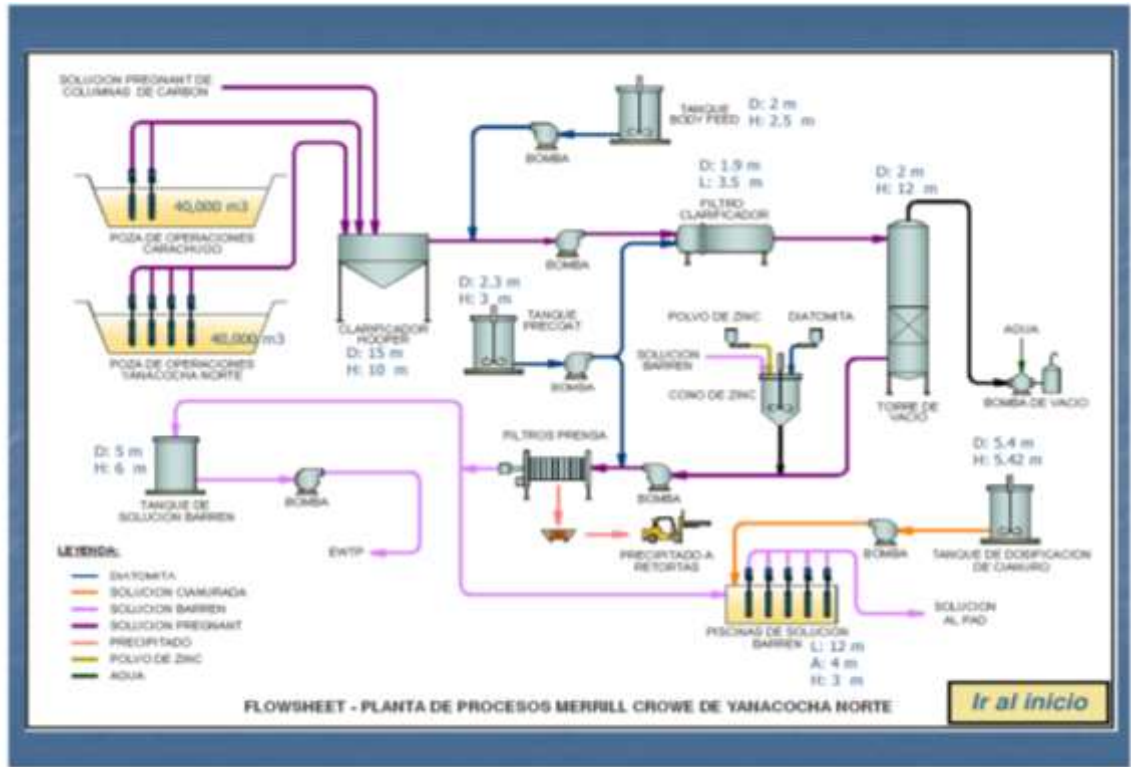 SOLUCION PREGNANT DE
COLUMNAS DE CARBON
TANQUE
BODY FEED
D: 2 m
H: 2.5 m
BOMBA
40,000 m3
POZA DE OPERACIONES
CARACHUGO
D: 1.9 m
L: 3.5 m
FILTRO
CLARIFICADOR
D: 2 m
H: 12 m
BOMBA
D: 2.3 m
H: 3 m
TANQUE
PRECOAT
40,000 m3
POZA DE OPERACIONES
YANACOCHA NORTE
CLARIFICADOR
HOOPER
D: 15 m
H: 10 m
BOMBA
POLVO DE ZINC
DIATOMITA
SOLUCION
BARREN
CONO DE ZINC
AGUA
BOMBA DE VACIO
TORRE DE
VACIO
FILTROS PRENSA
BOMBA
D: 5 m
H: 6 m
TANQUE DE
SOLUCION BARREN
BOMBA
EWTP
PRECIPITADO A
RETORTAS
D: 5.4 m
H: 5.42 m
BOMBA
TANQUE DE DOSIFICACION
DE CIANURO
SOLUCION
AL PAD
PISCINAS DE SOLUCION
BARREN
L: 12 m
A: 4 m
H: 3 m
LEYENDA:
DIATOMITA
SOLUCION CIANURADA
SOLUCION BARREN
SOLUCION PREGNANT
PRECIPITADO
POLVO DE ZINC
AGUA
FLOWSHEET - PLANTA DE PROCESOS MERRILL CROWE DE YANACOCHA NORTE
Ir al inicio